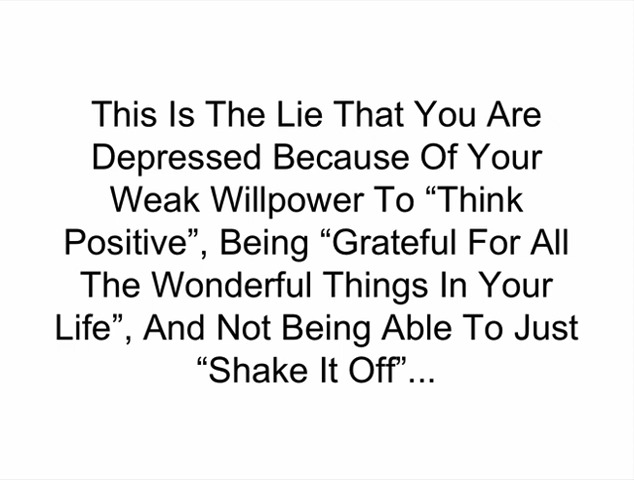 This Is The Lie That You Are
Depressed Because Of Your
Weak Willpower To “Think
Positive”, Being “Grateful For All
The Wonderful Things In Your
Life”, And Not Being Able To Just
“Shake It Off”...